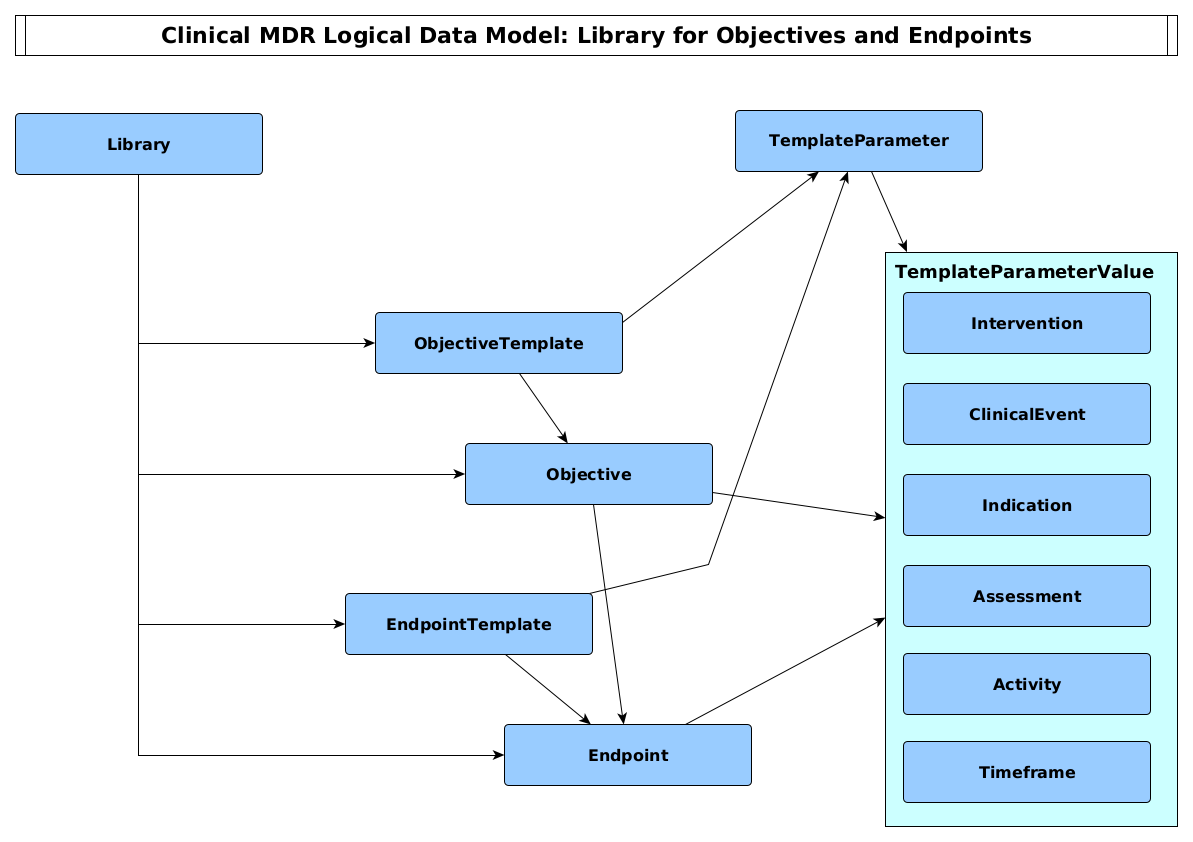 Clinical MDR Logical Data Model: Library for Objectives and Endpoints
Library
TemplateParameter
TemplateParameterValue
Intervention
ObjectiveTemplate
ClinicalEvent
Objective
Indication
Assessment
EndpointTemplate
Activity
Endpoint
Timeframe